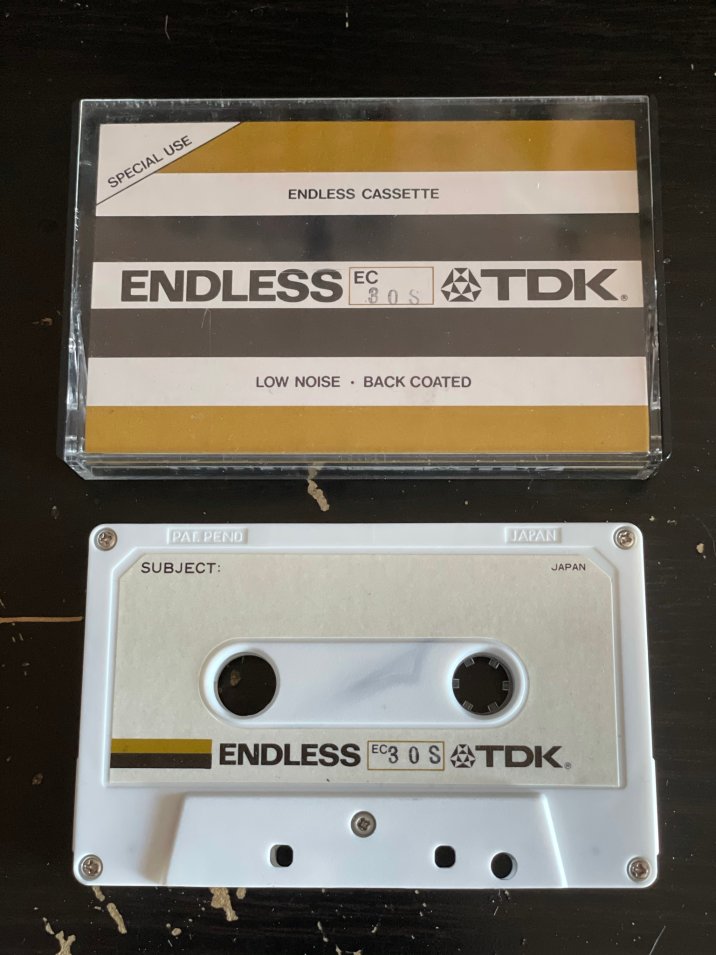 SPECIAL USE
ENDLESS CASSETTE
ENDLESS EC 30S TDK®
LOW NOISE · BACK COATED
PAT. PEND JAPAN
SUBJECT: JAPAN
ENDLESS EC 30S TDK®